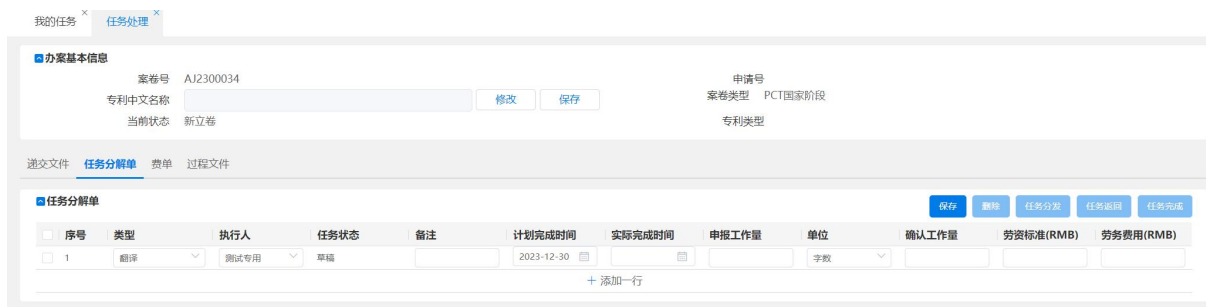 我的任务 × 任务处理 ×
办案基本信息
案卷号 AJ2300034 申请号
专利中文名称 修改 保存 案卷类型 PCT国家阶段
当前状态 新立卷 专利类型
递交文件 任务分解单 费单 过程文件
任务分解单 保存 删除 任务分发 任务返回 任务完成
序号 类型 执行人 任务状态 备注 计划完成时间 实际完成时间 申报工作量 单位 确认工作量 劳资标准(RMB) 劳务费用(RMB)
1 翻译 测试专用 草稿 2023-12-30 字数
+ 添加一行